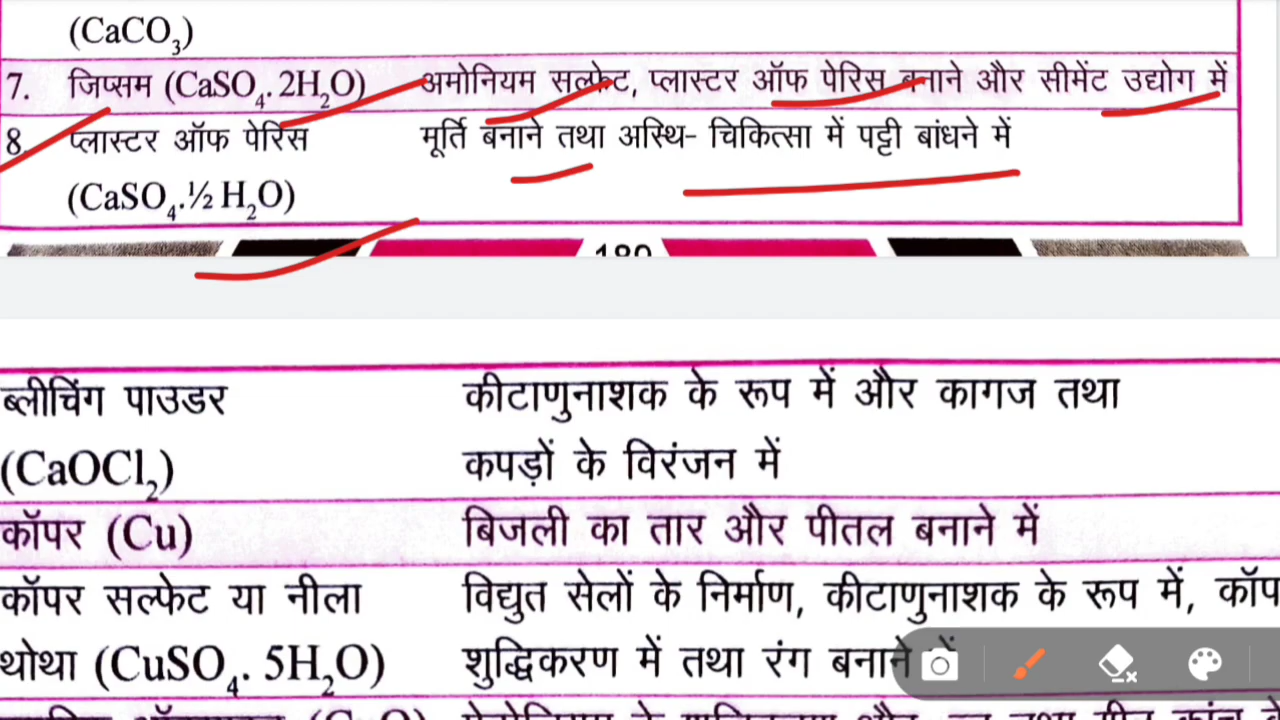 (CaCO₃)
7. जिप्सम (CaSO₄. 2H₂O) अमोनियम सल्फेट, प्लास्टर ऑफ पेरिस बनाने और सीमेंट उद्योग में
8 प्लास्टर ऑफ पेरिस मूर्ति बनाने तथा अस्थि- चिकित्सा में पट्टी बांधने में
(CaSO₄.½ H₂O)
180
ब्लीचिंग पाउडर कीटाणुनाशक के रूप में और कागज तथा
(CaOCl₂) कपड़ों के विरंजन में
कॉपर (Cu) बिजली का तार और पीतल बनाने में
कॉपर सल्फेट या नीला विद्युत सेलों के निर्माण, कीटाणुनाशक के रूप में, कॉप
थोथा (CuSO₄. 5H₂O) शुद्धिकरण में तथा रंग बनाने में